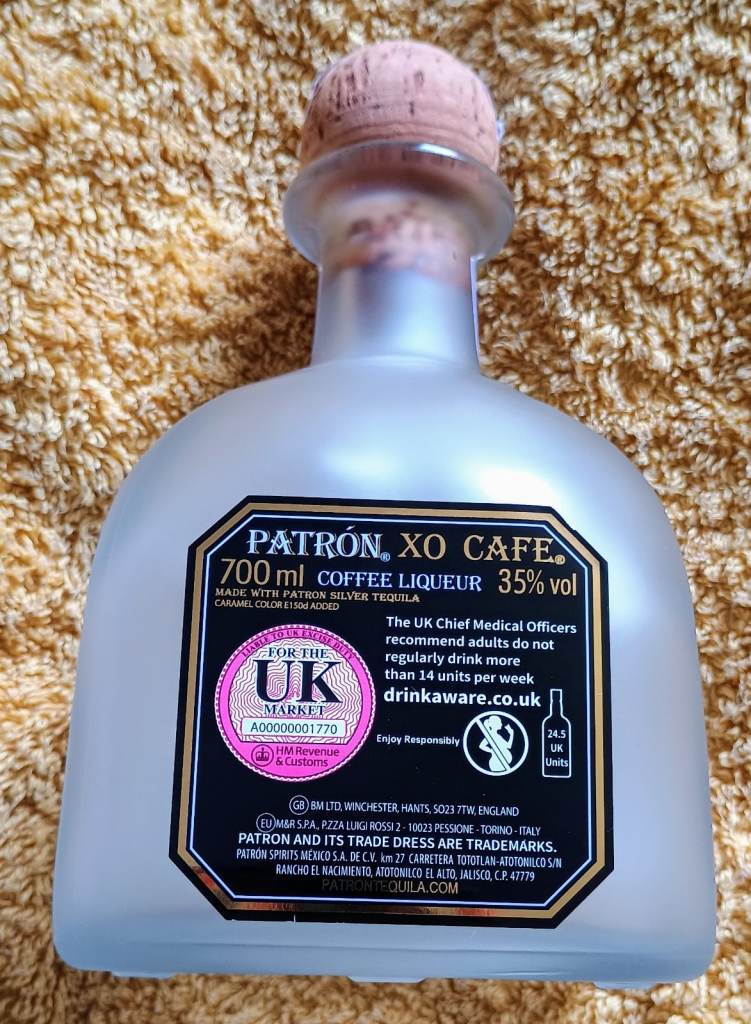 PATRÓN® XO CAFE®
700 ml COFFEE LIQUEUR 35% vol
MADE WITH PATRON SILVER TEQUILA
CARAMEL COLOR E150d ADDED
The UK Chief Medical Officers
recommend adults do not
regularly drink more
than 14 units per week
drinkaware.co.uk
LIABLE TO UK EXCISE DUTY
FOR THE
UK
MARKET
A00000001770
HM Revenue
& Customs
Enjoy Responsibly
24.5
UK
Units
GB BM LTD, WINCHESTER, HANTS, SO23 7TW, ENGLAND
EU M&R S.P.A., P.ZZA LUIGI ROSSI 2 - 10023 PESSIONE - TORINO - ITALY
PATRON AND ITS TRADE DRESS ARE TRADEMARKS.
PATRÓN SPIRITS MÉXICO S.A. DE C.V. km 27 CARRETERA TOTOTLAN-ATOTONILCO S/N
RANCHO EL NACIMIENTO, ATOTONILCO EL ALTO, JALISCO, C.P. 47779
PATRONTEQUILA.COM